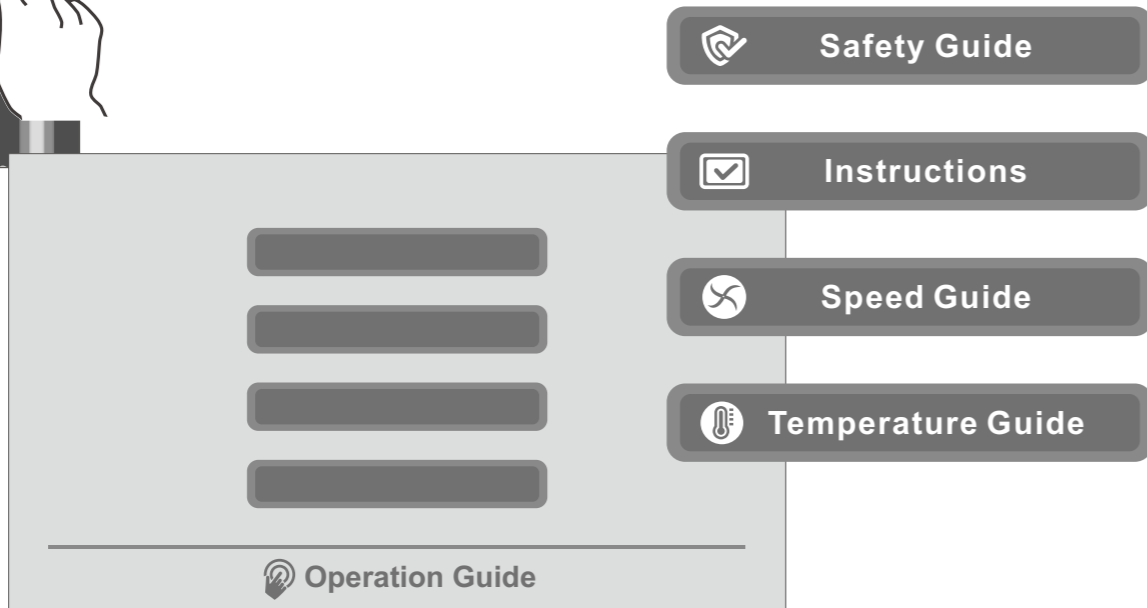 Safety Guide
Instructions
Speed Guide
Temperature Guide
Operation Guide